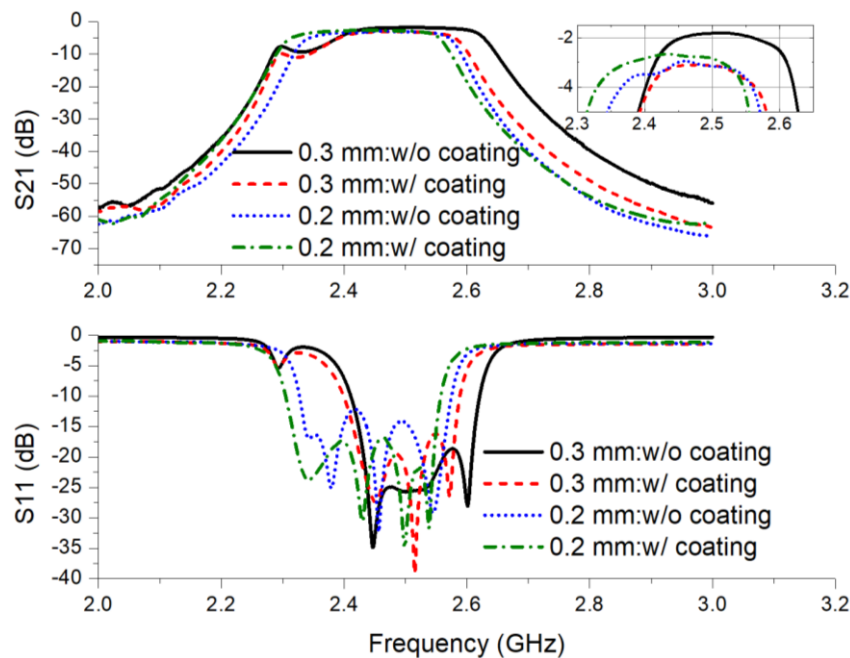 S21 (dB)
0
-10
-20
-30
-40
-50
-60
-70
2.0 2.2 2.4 2.6 2.8 3.0 3.2
0.3 mm:w/o coating
0.3 mm:w/ coating
0.2 mm:w/o coating
0.2 mm:w/ coating
-2
-4
2.3 2.4 2.5 2.6
S11 (dB)
0
-5
-10
-15
-20
-25
-30
-35
-40
2.0 2.2 2.4 2.6 2.8 3.0 3.2
0.3 mm:w/o coating
0.3 mm:w/ coating
0.2 mm:w/o coating
0.2 mm:w/ coating
Frequency (GHz)